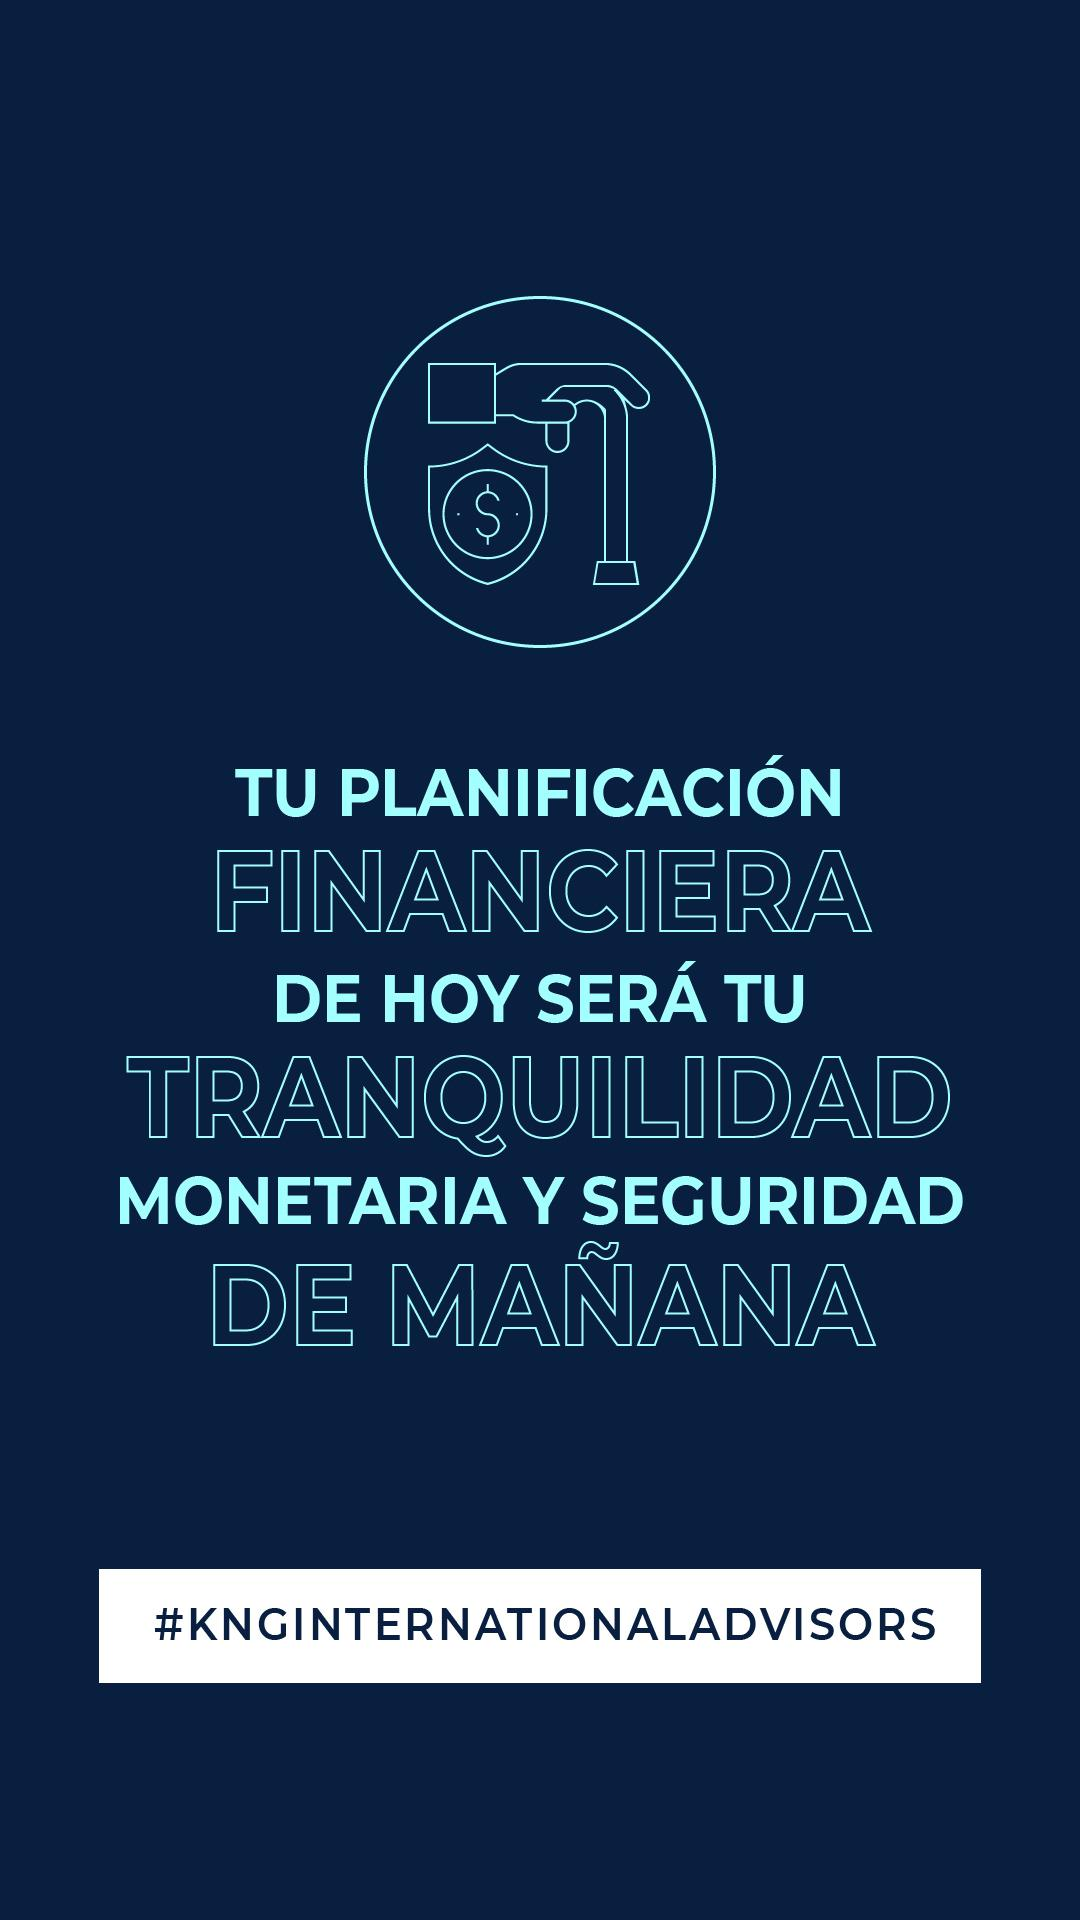 TU PLANIFICACIÓN
FINANCIERA
DE HOY SERÁ TU
TRANQUILIDAD
MONETARIA Y SEGURIDAD
DE MAÑANA
#KNGINTERNATIONALADVISORS